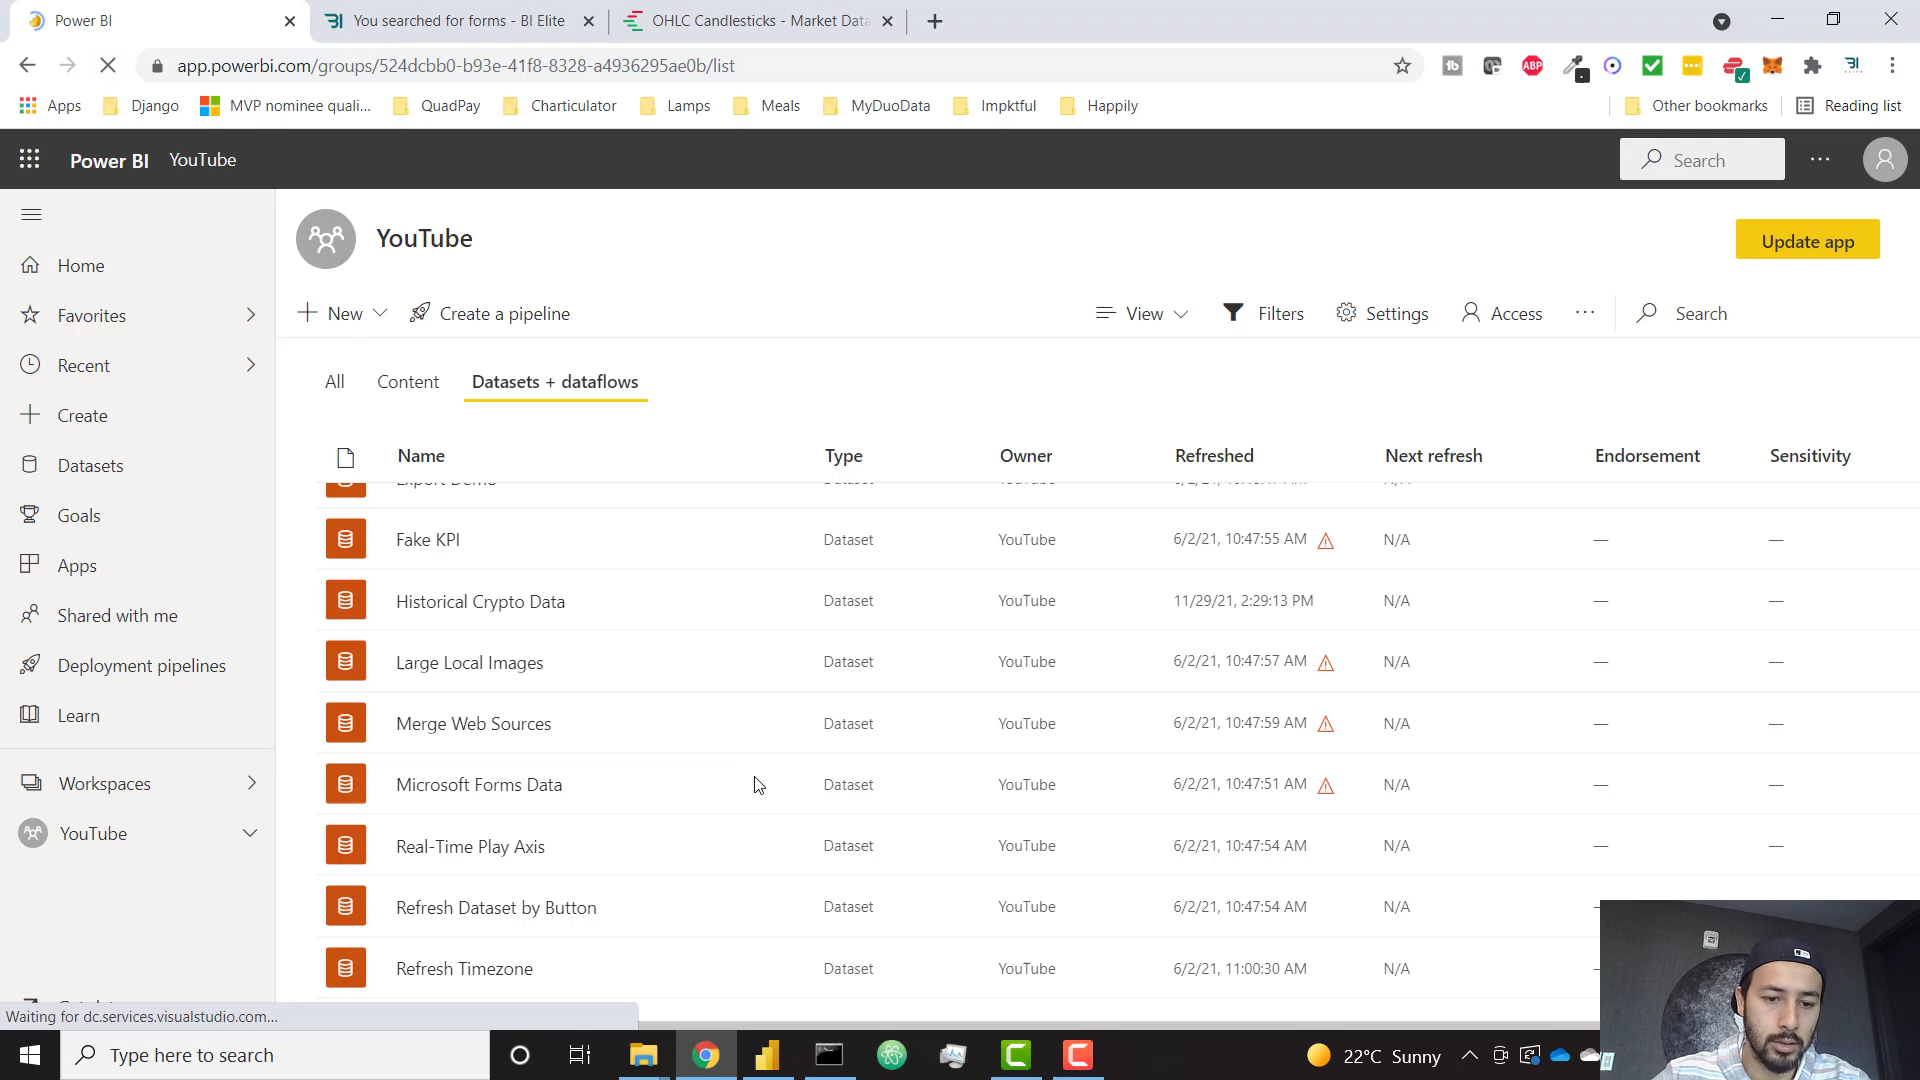 Power BI
You searched for forms - BI Elite
OHLC Candlesticks - Market Data
app.powerbi.com/groups/524dcbb0-b93e-41f8-8328-a4936295ae0b/list
Apps
Django
MVP nominee quali...
QuadPay
Charticulator
Lamps
Meals
MyDuoData
Impktful
Happily
Other bookmarks
Reading list
Power BI YouTube
Search
YouTube
Update app
New
Create a pipeline
View
Filters
Settings
Access
Search
Home
Favorites
Recent
Create
Datasets
Goals
Apps
Shared with me
Deployment pipelines
Learn
Workspaces
YouTube
All
Content
Datasets + dataflows
Name Type Owner Refreshed Next refresh Endorsement Sensitivity
Export Demo
Fake KPI Dataset YouTube 6/2/21, 10:47:55 AM N/A — —
Historical Crypto Data Dataset YouTube 11/29/21, 2:29:13 PM N/A — —
Large Local Images Dataset YouTube 6/2/21, 10:47:57 AM N/A — —
Merge Web Sources Dataset YouTube 6/2/21, 10:47:59 AM N/A — —
Microsoft Forms Data Dataset YouTube 6/2/21, 10:47:51 AM N/A — —
Real-Time Play Axis Dataset YouTube 6/2/21, 10:47:54 AM N/A — —
Refresh Dataset by Button Dataset YouTube 6/2/21, 10:47:54 AM N/A
Refresh Timezone Dataset YouTube 6/2/21, 11:00:30 AM N/A
Waiting for dc.services.visualstudio.com...
Type here to search
22°C Sunny